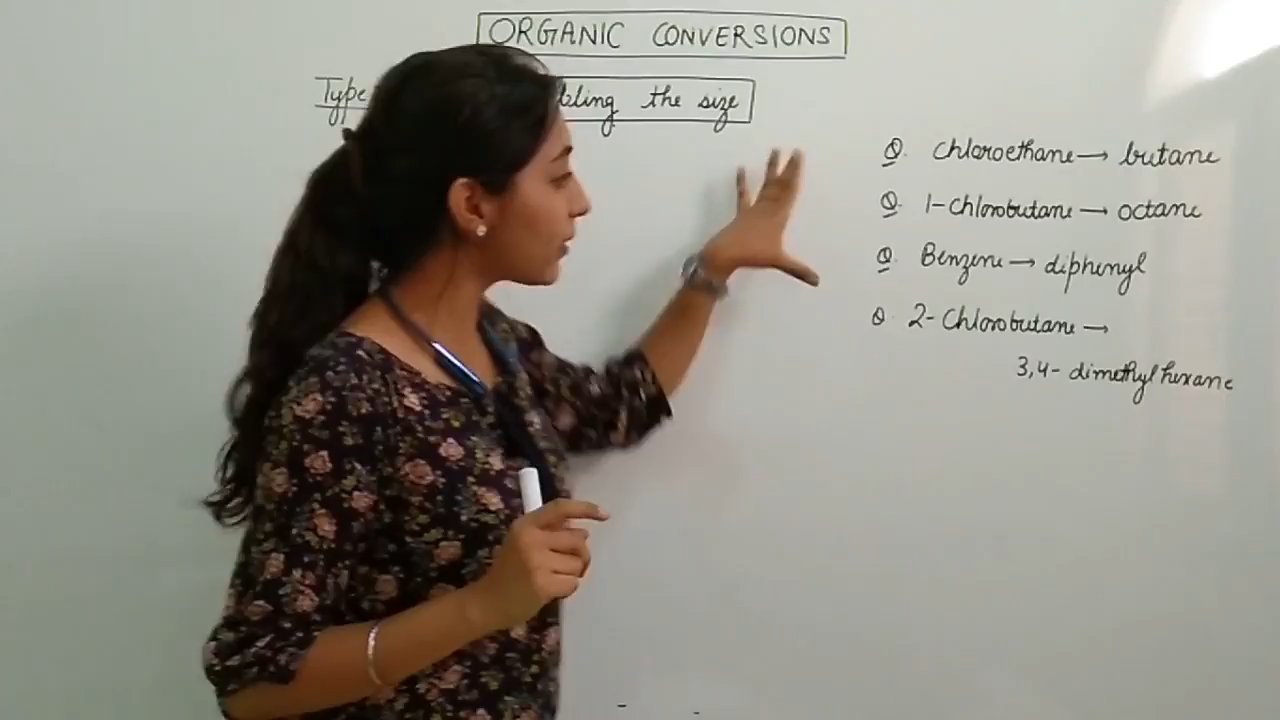 ORGANIC CONVERSIONS
Type the size
Q. Chloroethane → butane
Q. 1-Chlorobutane → octane
Q. Benzene → diphenyl
Q. 2-Chlorobutane →
3,4-dimethylhexane